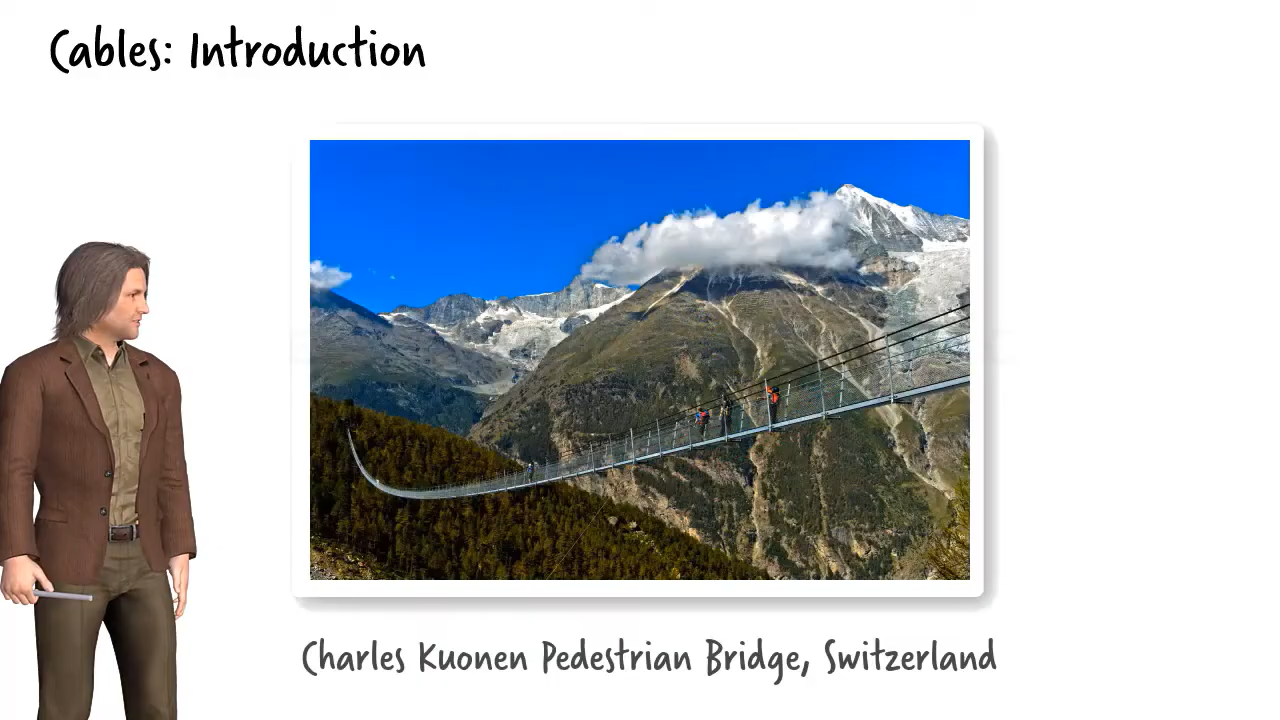 Cables: Introduction
Charles Kuonen Pedestrian Bridge, Switzerland